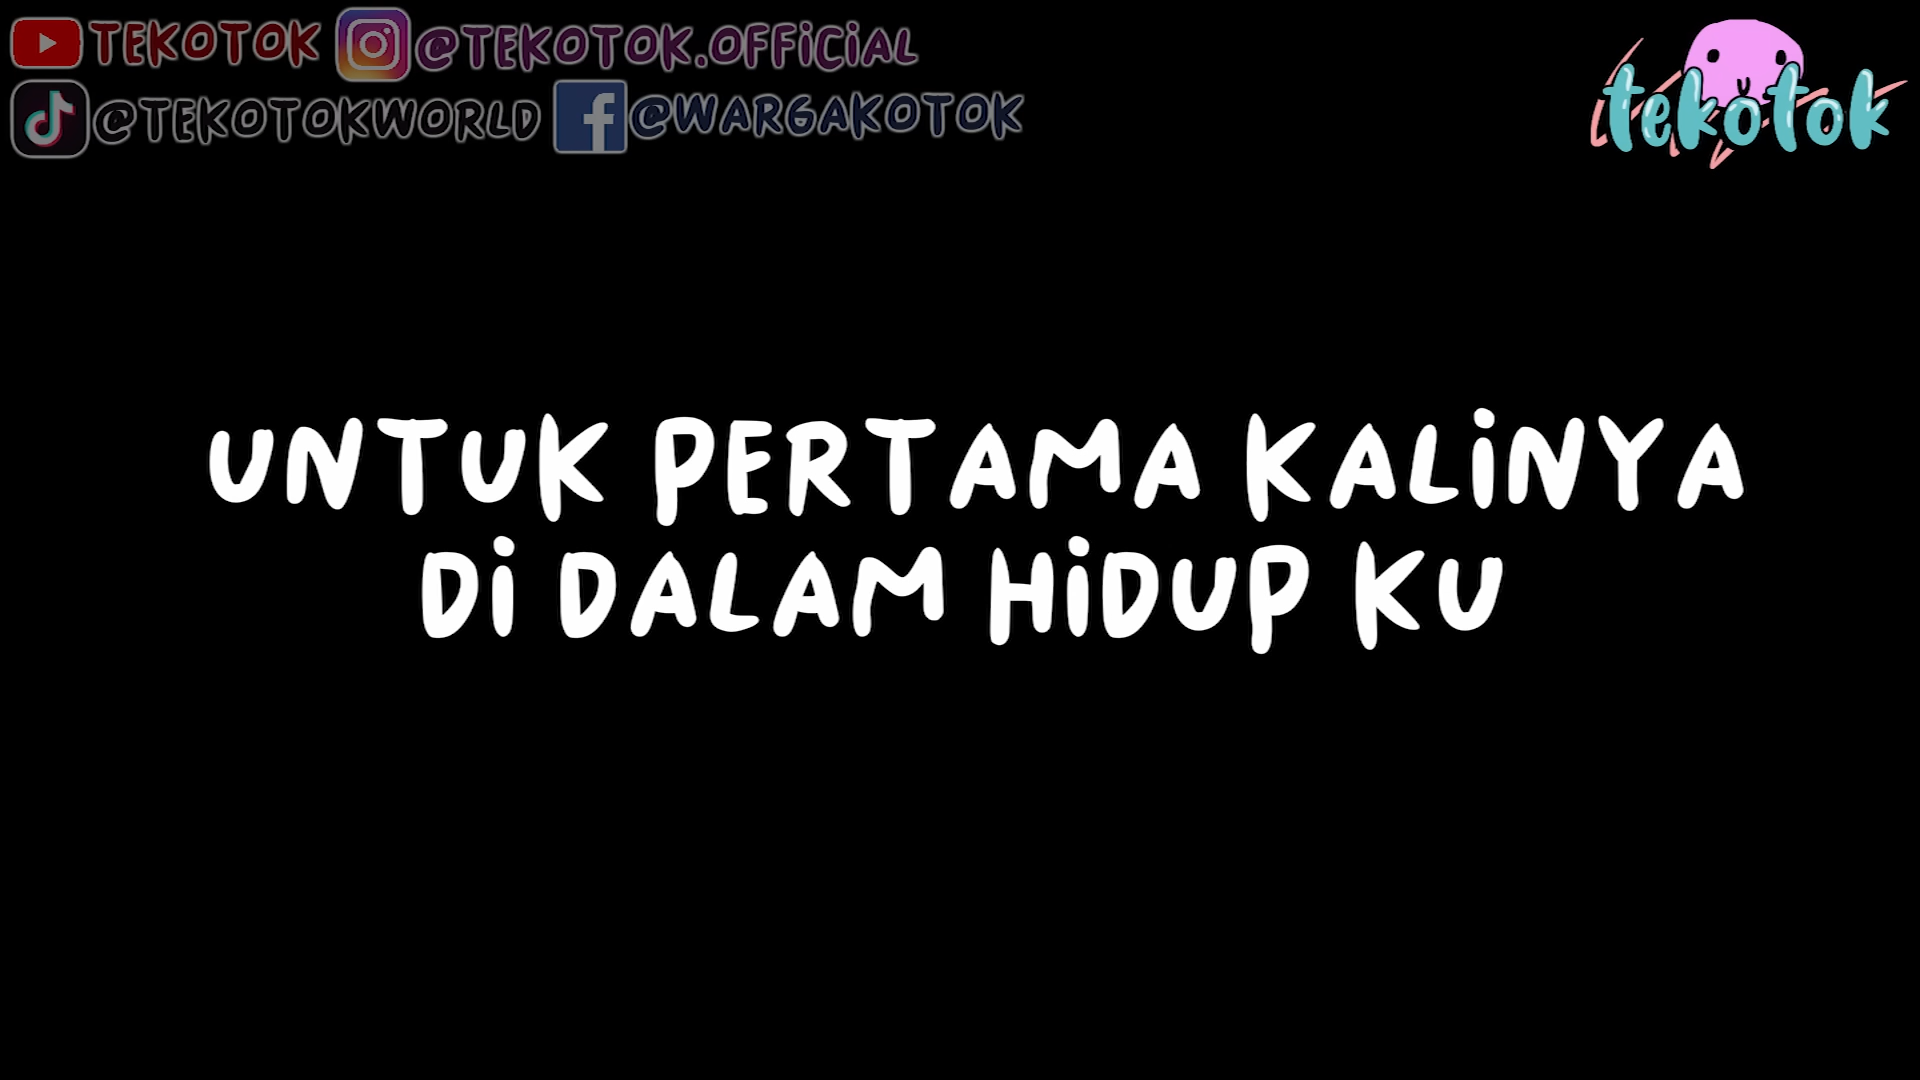 TEKOTOK @TEKOTOK.OFFiCiAL
@TEKOTOKWORLD @WARGAKOTOK
tekotok
UNTUK PERTAMA KALiNYA
Di DALAM HiDUP KU